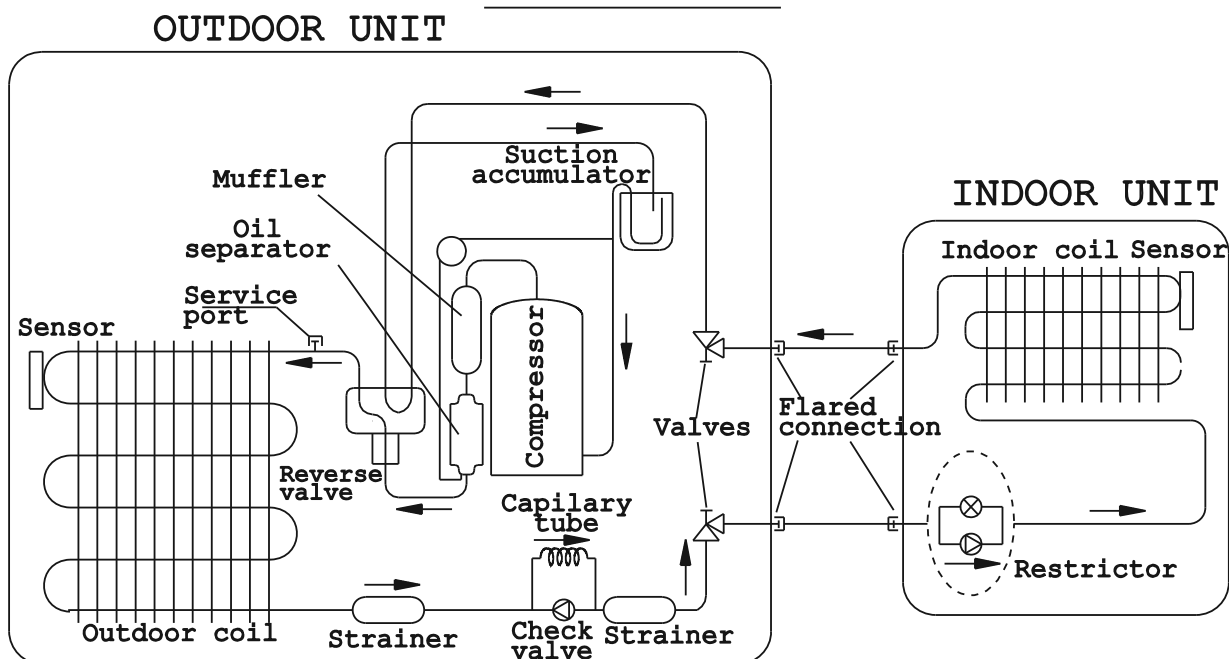 OUTDOOR UNIT
Suction
accumulator
Muffler
INDOOR UNIT
Oil
separator
Indoor coil
Sensor
Service
port
Sensor
Compressor
Valves
Flared
connection
Reverse
valve
Capilary
tube
Restrictor
Outdoor coil
Strainer
Check
valve
Strainer